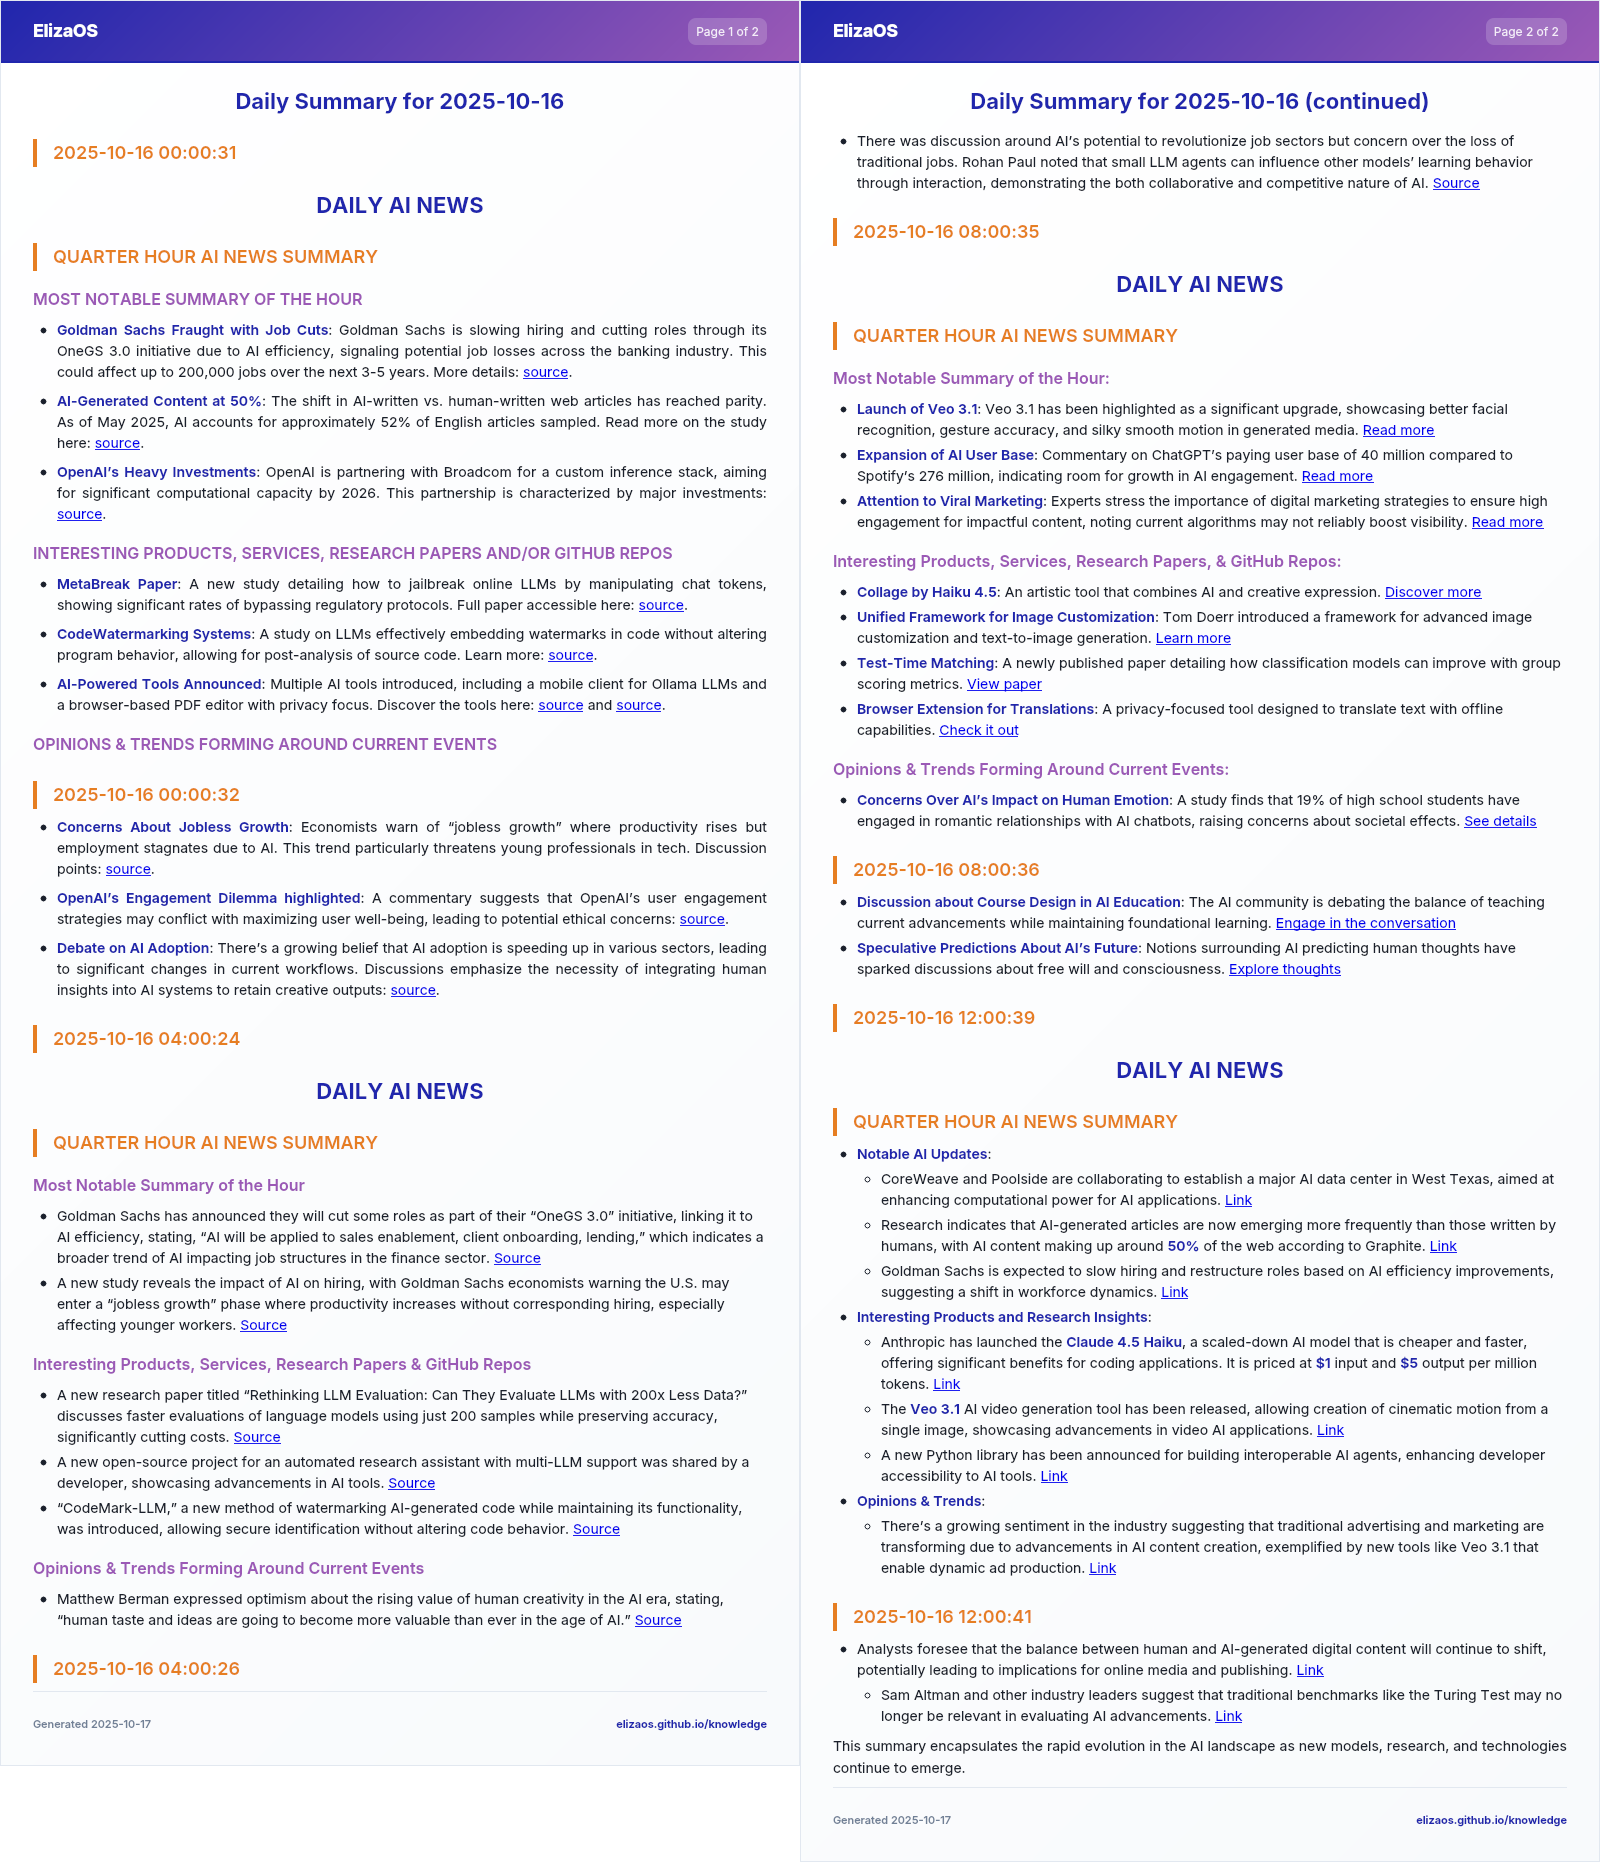 ElizaOS
Page 1 of 2
Daily Summary for 2025-10-16
2025-10-16 00:00:31
DAILY AI NEWS
QUARTER HOUR AI NEWS SUMMARY
MOST NOTABLE SUMMARY OF THE HOUR
• Goldman Sachs Fraught with Job Cuts: Goldman Sachs is slowing hiring and cutting roles through its
OneGS 3.0 initiative due to AI efficiency, signaling potential job losses across the banking industry. This
could affect up to 200,000 jobs over the next 3-5 years. More details: source.
• AI-Generated Content at 50%: The shift in AI-written vs. human-written web articles has reached parity.
As of May 2025, AI accounts for approximately 52% of English articles sampled. Read more on the study
here: source.
• OpenAI’s Heavy Investments: OpenAI is partnering with Broadcom for a custom inference stack, aiming
for significant computational capacity by 2026. This partnership is characterized by major investments:
source.
INTERESTING PRODUCTS, SERVICES, RESEARCH PAPERS AND/OR GITHUB REPOS
• MetaBreak Paper: A new study detailing how to jailbreak online LLMs by manipulating chat tokens,
showing significant rates of bypassing regulatory protocols. Full paper accessible here: source.
• CodeWatermarking Systems: A study on LLMs effectively embedding watermarks in code without altering
program behavior, allowing for post-analysis of source code. Learn more: source.
• AI-Powered Tools Announced: Multiple AI tools introduced, including a mobile client for Ollama LLMs and
a browser-based PDF editor with privacy focus. Discover the tools here: source and source.
OPINIONS & TRENDS FORMING AROUND CURRENT EVENTS
2025-10-16 00:00:32
• Concerns About Jobless Growth: Economists warn of “jobless growth” where productivity rises but
employment stagnates due to AI. This trend particularly threatens young professionals in tech. Discussion
points: source.
• OpenAI’s Engagement Dilemma highlighted: A commentary suggests that OpenAI’s user engagement
strategies may conflict with maximizing user well-being, leading to potential ethical concerns: source.
• Debate on AI Adoption: There’s a growing belief that AI adoption is speeding up in various sectors, leading
to significant changes in current workflows. Discussions emphasize the necessity of integrating human
insights into AI systems to retain creative outputs: source.
2025-10-16 04:00:24
DAILY AI NEWS
QUARTER HOUR AI NEWS SUMMARY
Most Notable Summary of the Hour
• Goldman Sachs has announced they will cut some roles as part of their “OneGS 3.0” initiative, linking it to
AI efficiency, stating, “AI will be applied to sales enablement, client onboarding, lending,” which indicates a
broader trend of AI impacting job structures in the finance sector. Source
• A new study reveals the impact of AI on hiring, with Goldman Sachs economists warning the U.S. may
enter a “jobless growth” phase where productivity increases without corresponding hiring, especially
affecting younger workers. Source
Interesting Products, Services, Research Papers & GitHub Repos
• A new research paper titled “Rethinking LLM Evaluation: Can They Evaluate LLMs with 200x Less Data?”
discusses faster evaluations of language models using just 200 samples while preserving accuracy,
significantly cutting costs. Source
• A new open-source project for an automated research assistant with multi-LLM support was shared by a
developer, showcasing advancements in AI tools. Source
• “CodeMark-LLM,” a new method of watermarking AI-generated code while maintaining its functionality,
was introduced, allowing secure identification without altering code behavior. Source
Opinions & Trends Forming Around Current Events
• Matthew Berman expressed optimism about the rising value of human creativity in the AI era, stating,
“human taste and ideas are going to become more valuable than ever in the age of AI.” Source
2025-10-16 04:00:26
Generated 2025-10-17
elizaos.github.io/knowledge
ElizaOS
Page 2 of 2
Daily Summary for 2025-10-16 (continued)
• There was discussion around AI’s potential to revolutionize job sectors but concern over the loss of
traditional jobs. Rohan Paul noted that small LLM agents can influence other models’ learning behavior
through interaction, demonstrating the both collaborative and competitive nature of AI. Source
2025-10-16 08:00:35
DAILY AI NEWS
QUARTER HOUR AI NEWS SUMMARY
Most Notable Summary of the Hour:
• Launch of Veo 3.1: Veo 3.1 has been highlighted as a significant upgrade, showcasing better facial
recognition, gesture accuracy, and silky smooth motion in generated media. Read more
• Expansion of AI User Base: Commentary on ChatGPT’s paying user base of 40 million compared to
Spotify’s 276 million, indicating room for growth in AI engagement. Read more
• Attention to Viral Marketing: Experts stress the importance of digital marketing strategies to ensure high
engagement for impactful content, noting current algorithms may not reliably boost visibility. Read more
Interesting Products, Services, Research Papers, & GitHub Repos:
• Collage by Haiku 4.5: An artistic tool that combines AI and creative expression. Discover more
• Unified Framework for Image Customization: Tom Doerr introduced a framework for advanced image
customization and text-to-image generation. Learn more
• Test-Time Matching: A newly published paper detailing how classification models can improve with group
scoring metrics. View paper
• Browser Extension for Translations: A privacy-focused tool designed to translate text with offline
capabilities. Check it out
Opinions & Trends Forming Around Current Events:
• Concerns Over AI’s Impact on Human Emotion: A study finds that 19% of high school students have
engaged in romantic relationships with AI chatbots, raising concerns about societal effects. See details
2025-10-16 08:00:36
• Discussion about Course Design in AI Education: The AI community is debating the balance of teaching
current advancements while maintaining foundational learning. Engage in the conversation
• Speculative Predictions About AI’s Future: Notions surrounding AI predicting human thoughts have
sparked discussions about free will and consciousness. Explore thoughts
2025-10-16 12:00:39
DAILY AI NEWS
QUARTER HOUR AI NEWS SUMMARY
• Notable AI Updates:
◦ CoreWeave and Poolside are collaborating to establish a major AI data center in West Texas, aimed at
enhancing computational power for AI applications. Link
◦ Research indicates that AI-generated articles are now emerging more frequently than those written by
humans, with AI content making up around 50% of the web according to Graphite. Link
◦ Goldman Sachs is expected to slow hiring and restructure roles based on AI efficiency improvements,
suggesting a shift in workforce dynamics. Link
• Interesting Products and Research Insights:
◦ Anthropic has launched the Claude 4.5 Haiku, a scaled-down AI model that is cheaper and faster,
offering significant benefits for coding applications. It is priced at $1 input and $5 output per million
tokens. Link
◦ The Veo 3.1 AI video generation tool has been released, allowing creation of cinematic motion from a
single image, showcasing advancements in video AI applications. Link
◦ A new Python library has been announced for building interoperable AI agents, enhancing developer
accessibility to AI tools. Link
• Opinions & Trends:
◦ There’s a growing sentiment in the industry suggesting that traditional advertising and marketing are
transforming due to advancements in AI content creation, exemplified by new tools like Veo 3.1 that
enable dynamic ad production. Link
2025-10-16 12:00:41
• Analysts foresee that the balance between human and AI-generated digital content will continue to shift,
potentially leading to implications for online media and publishing. Link
◦ Sam Altman and other industry leaders suggest that traditional benchmarks like the Turing Test may no
longer be relevant in evaluating AI advancements. Link
This summary encapsulates the rapid evolution in the AI landscape as new models, research, and technologies
continue to emerge.
Generated 2025-10-17
elizaos.github.io/knowledge